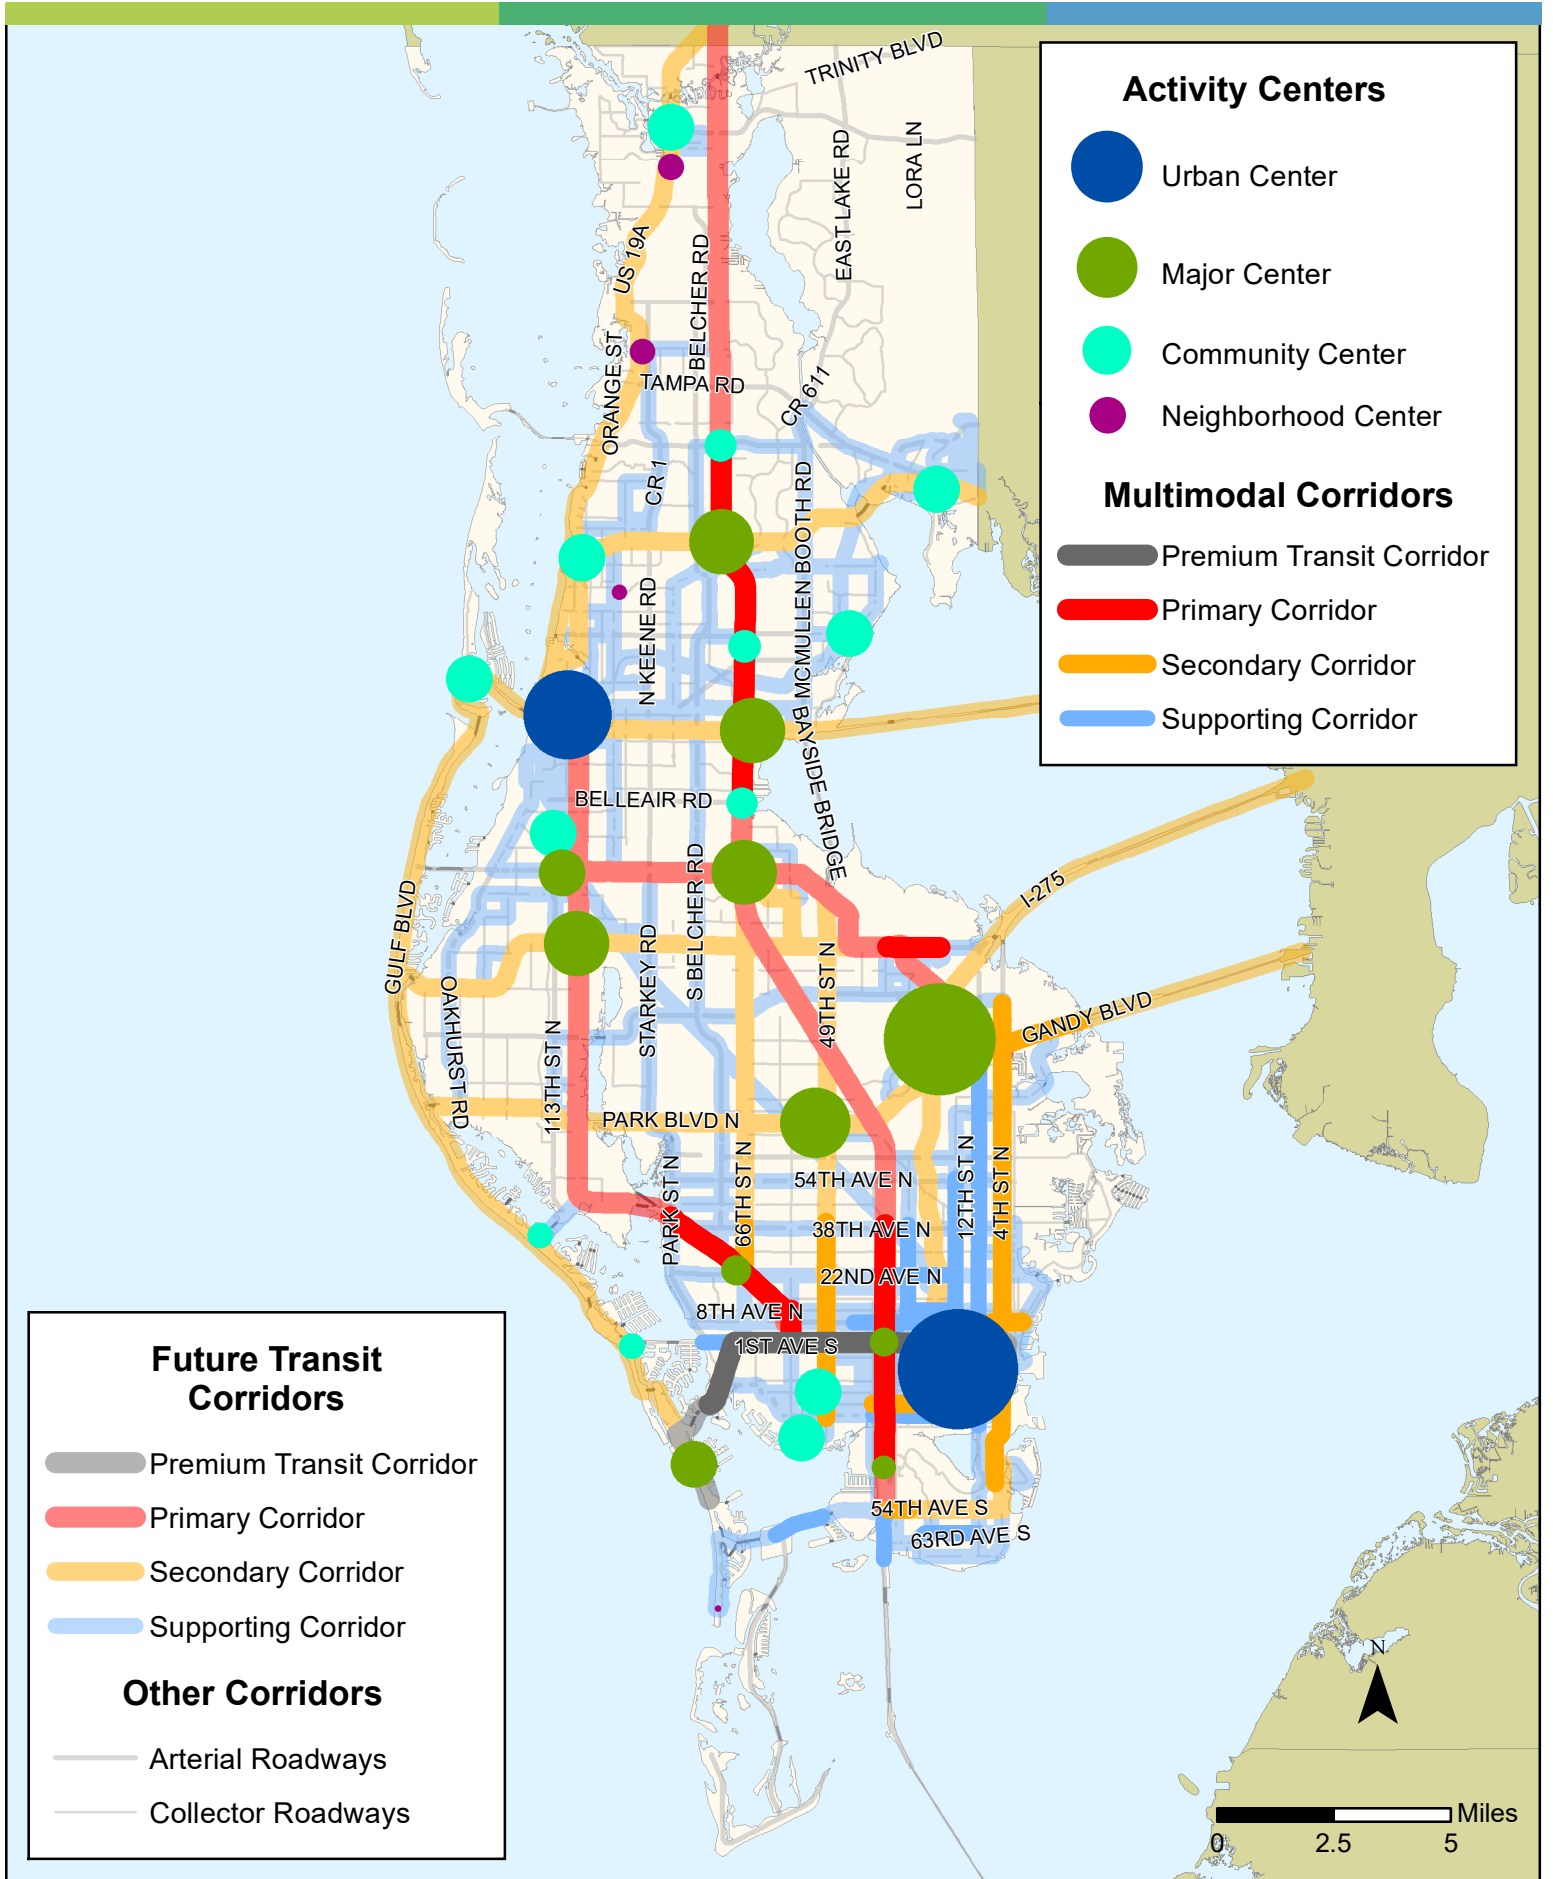 TRINITY BLVD
EAST LAKE RD
LORA LN
US 19A
BELCHER RD
ORANGE ST
TAMPA RD
CR 611
CR 1
N KEENE RD
MCMULLEN BOOTH RD
BAYSIDE BRIDGE
BELLEAIR RD
S BELCHER RD
GULF BLVD
OAKHURST RD
STARKEY RD
49TH ST N
I-275
GANDY BLVD
113TH ST N
PARK BLVD N
PARK ST N
66TH ST N
54TH AVE N
38TH AVE N
12TH ST N
4TH ST N
22ND AVE N
8TH AVE N
1ST AVE S
54TH AVE S
63RD AVE S
Activity Centers
Urban Center
Major Center
Community Center
Neighborhood Center
Multimodal Corridors
Premium Transit Corridor
Primary Corridor
Secondary Corridor
Supporting Corridor
Future Transit
Corridors
Premium Transit Corridor
Primary Corridor
Secondary Corridor
Supporting Corridor
Other Corridors
Arterial Roadways
Collector Roadways
N
Miles
0 2.5 5